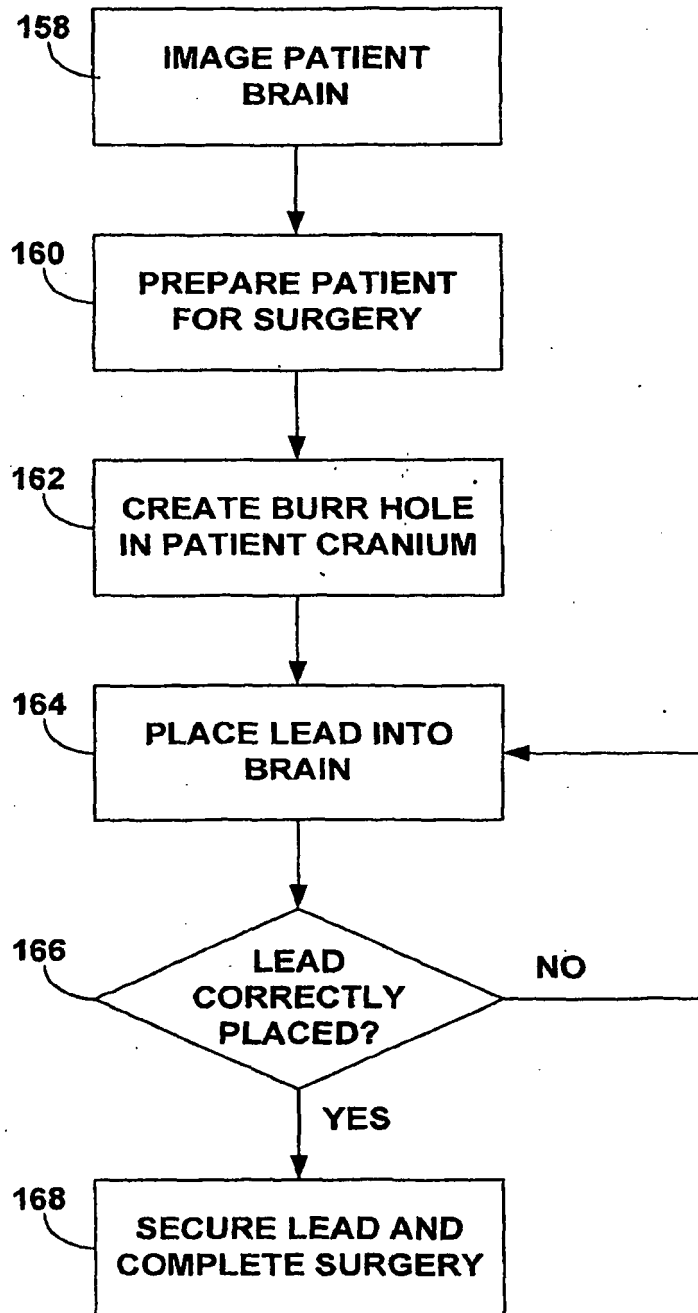 158
IMAGE PATIENT
BRAIN
160
PREPARE PATIENT
FOR SURGERY
162
CREATE BURR HOLE
IN PATIENT CRANIUM
164
PLACE LEAD INTO
BRAIN
166
LEAD
CORRECTLY
PLACED?
NO
YES
168
SECURE LEAD AND
COMPLETE SURGERY